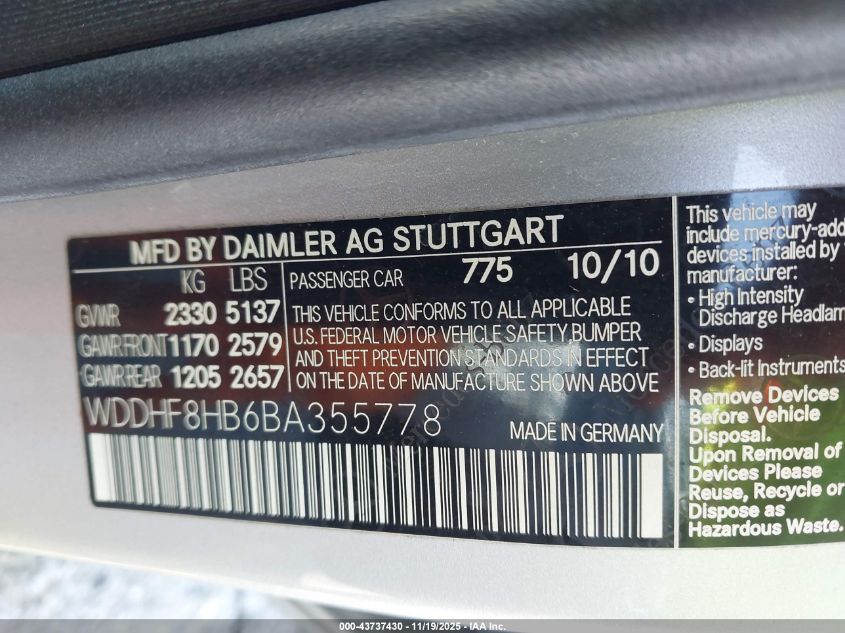 MFD BY DAIMLER AG STUTTGART
KG LBS
GVWR 2330 5137
GAWR FRONT 1170 2579
GAWR REAR 1205 2657
PASSENGER CAR 775 10/10
THIS VEHICLE CONFORMS TO ALL APPLICABLE
U.S. FEDERAL MOTOR VEHICLE SAFETY BUMPER
AND THEFT PREVENTION STANDARDS IN EFFECT
ON THE DATE OF MANUFACTURE SHOWN ABOVE
WDDHF8HB6BA355778
MADE IN GERMANY
This vehicle may
include mercury-add
devices installed by
manufacturer:
• High Intensity
Discharge Headlam
• Displays
• Back-lit Instruments
Remove Devices
Before Vehicle
Disposal.
Upon Removal of
Devices Please
Reuse, Recycle or
Dispose as
Hazardous Waste.
000-43737430 - 11/19/2025 - IAA, Inc.